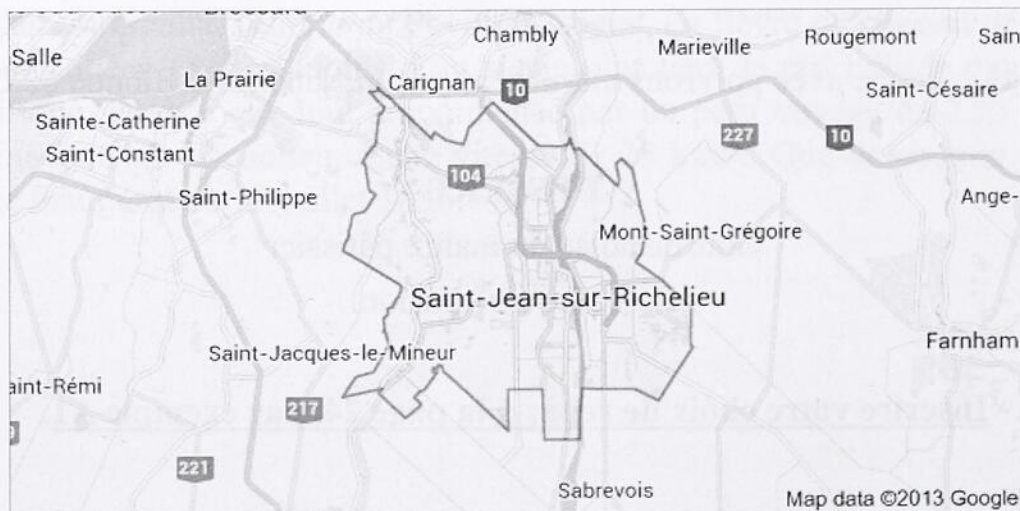 Chambly
Marieville
Rougemont
Salle
La Prairie
Carignan
10
Saint-Césaire
Sainte-Catherine
227
10
Saint-Constant
104
Saint-Philippe
Ange-
Mont-Saint-Grégoire
Saint-Jean-sur-Richelieu
Saint-Jacques-le-Mineur
Farnham
aint-Rémi
217
221
Sabrevois
Map data ©2013 Google